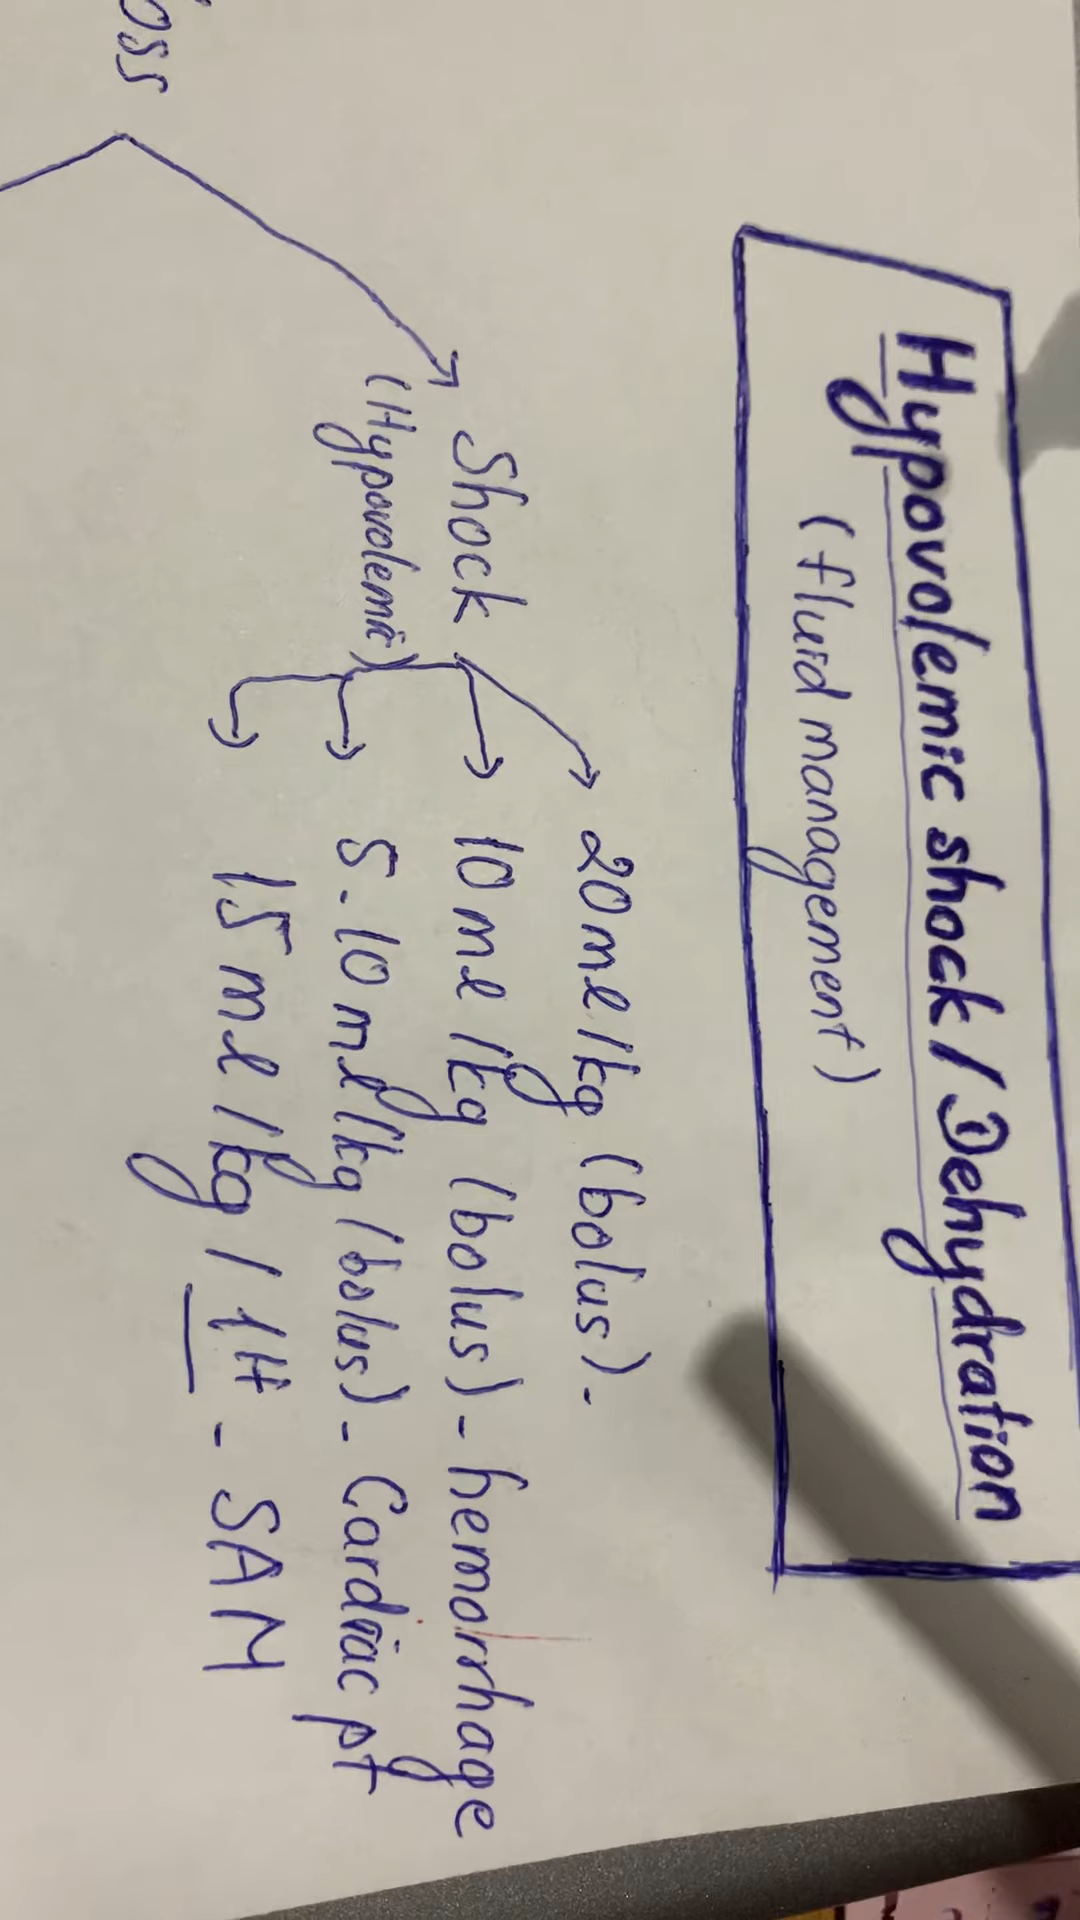 Hypovolemic shock / Dehydration
(fluid management)
20 ml/kg (bolus) -
Shock
10 ml/kg (bolus) - hemorrhage
(Hypovolemic)
5-10 ml/kg (bolus) - Cardiac pt
15 ml/kg/1H - SAM
oss